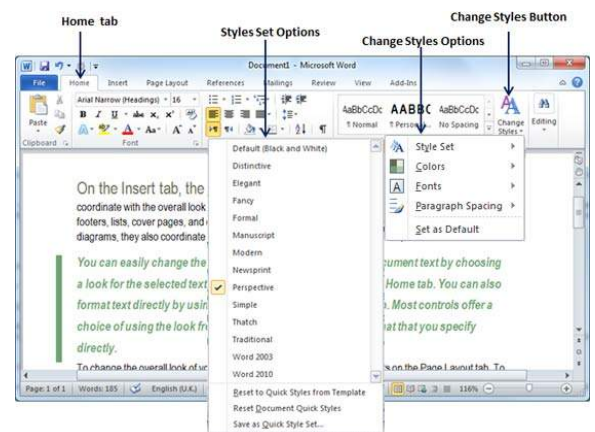 Home tab
Styles Set Options
Change Styles Options
Change Styles Button
Document1 - Microsoft Word
File Home Insert Page Layout References Mailings Review View Add-Ins
Arial Narrow (Headings) 16
Paste
B I U abc x, x²
Aa A A
AaBbCcDc AABBC AaBbCcDc
¶ Normal No Spacing
Change
Styles
Editing
Clipboard Font
Default (Black and White)
Distinctive
Elegant
Fancy
Formal
Manuscript
Modern
Newsprint
Perspective
Simple
Thatch
Traditional
Word 2003
Word 2010
Reset to Quick Styles from Template
Reset Document Quick Styles
Save as Quick Style Set...
Style Set
Colors
Fonts
Paragraph Spacing
Set as Default
On the Insert tab, the
coordinate with the overall look
footers, lists, cover pages, and
diagrams, they also coordinate
You can easily change the cument text by choosing
a look for the selected text Home tab. You can also
format text directly by usin . Most controls offer a
choice of using the look fr at that you specify
directly.
To change the overall look of yo rs on the Page Layout tab. To
Page: 1 of 1 Words: 185 English (U.K.) 116%